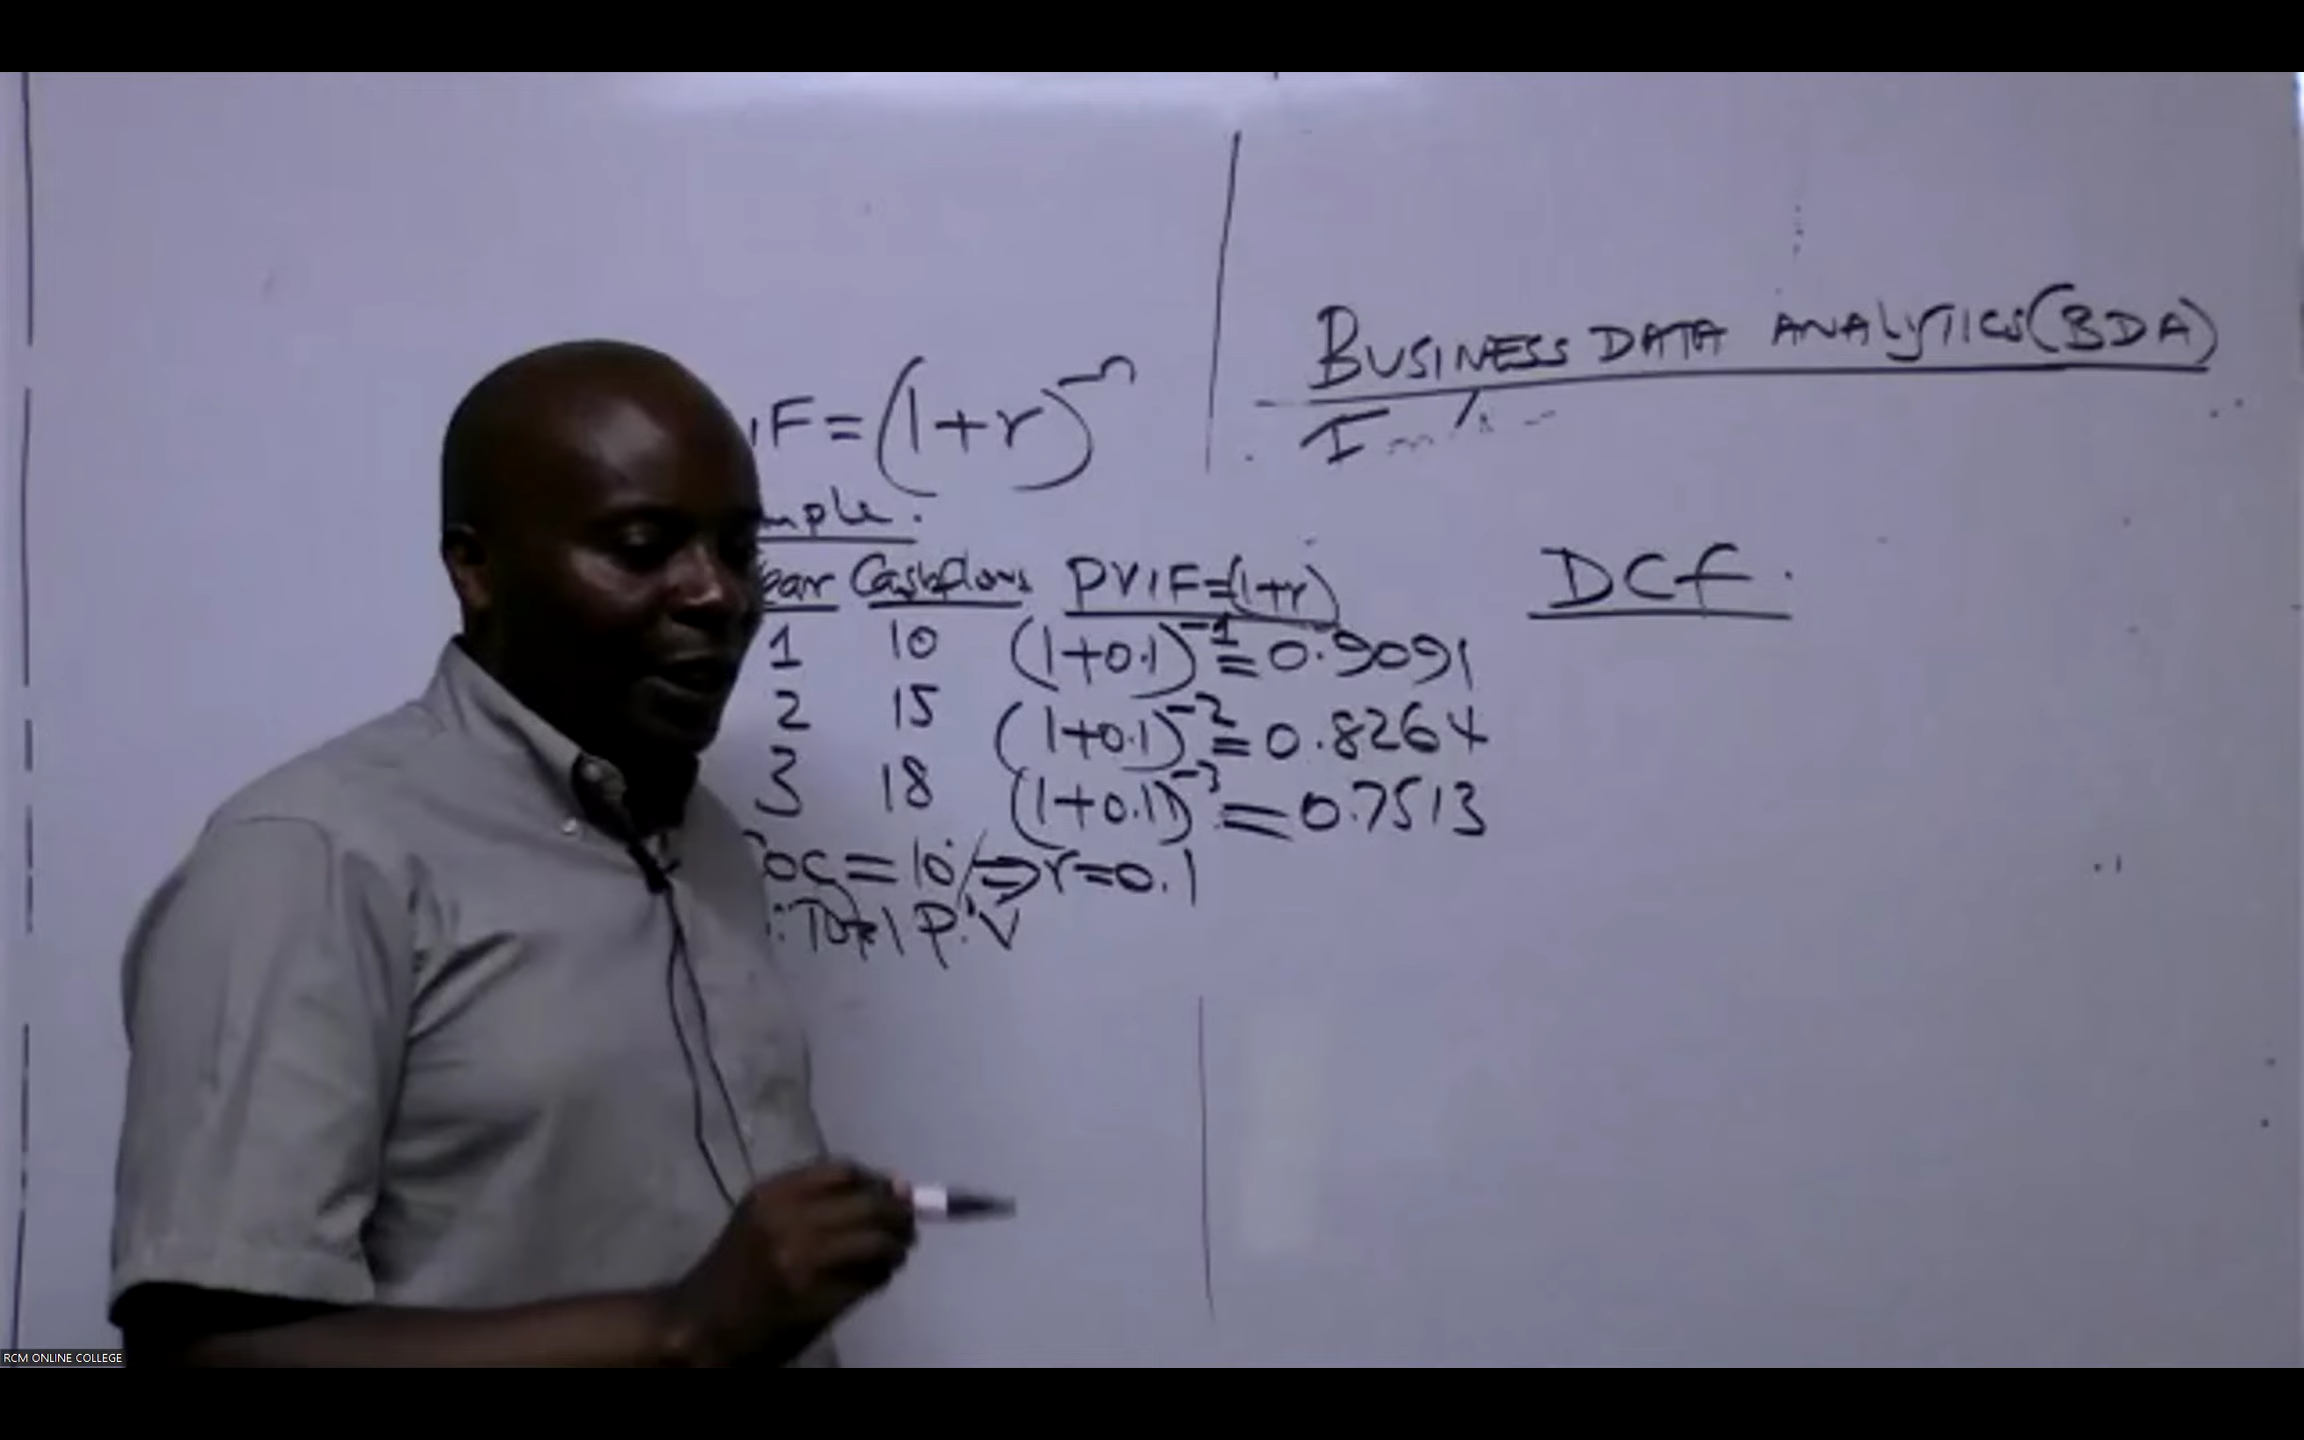 BUSINESS DATA ANALYTICS (BDA)
IF = (1+r)^-n
mple.
ear Cashflows PVIF=(1+r) DCF.
1 10 (1+0.1)^-1 = 0.9091
2 15 (1+0.1)^-2 = 0.8264
3 18 (1+0.1)^-3 = 0.7513
oc = 10% ⇒ r=0.1
∴ Total P.V
RCM ONLINE COLLEGE